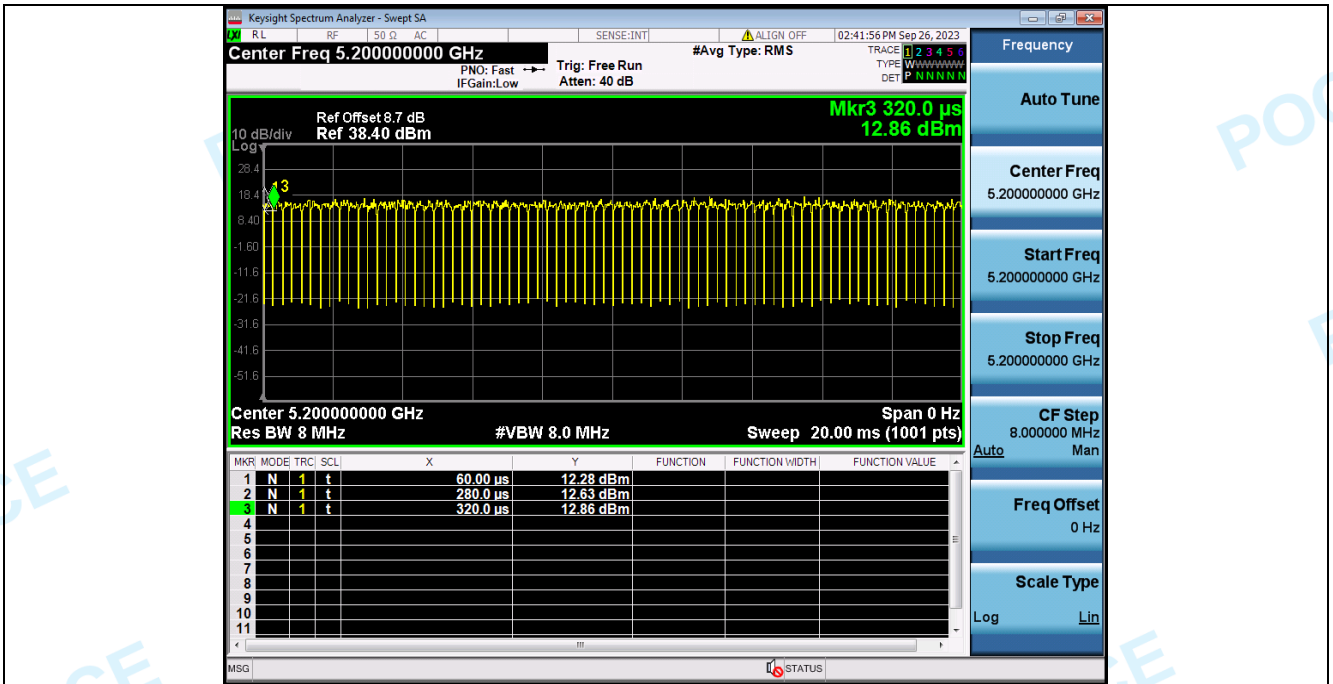 Keysight Spectrum Analyzer - Swept SA
LXI RL RF 50 Ω AC SENSE:INT ALIGN OFF 02:41:56 PM Sep 26, 2023
Center Freq 5.200000000 GHz
#Avg Type: RMS
TRACE 1 2 3 4 5 6
TYPE WWWWWW
DET P N N N N N
PNO: Fast
IFGain:Low
Trig: Free Run
Atten: 40 dB
Frequency
Auto Tune
Center Freq
5.200000000 GHz
Start Freq
5.200000000 GHz
Stop Freq
5.200000000 GHz
CF Step
8.000000 MHz
Auto Man
Freq Offset
0 Hz
Scale Type
Log Lin
Mkr3 320.0 µs
12.86 dBm
Ref Offset 8.7 dB
10 dB/div Ref 38.40 dBm
Log
28.4
18.4
8.40
-1.60
-11.6
-21.6
-31.6
-41.6
-51.6
1 3
Center 5.200000000 GHz Span 0 Hz
Res BW 8 MHz #VBW 8.0 MHz Sweep 20.00 ms (1001 pts)
MKR MODE TRC SCL X Y FUNCTION FUNCTION WIDTH FUNCTION VALUE
1 N 1 t 60.00 µs 12.28 dBm
2 N 1 t 280.0 µs 12.63 dBm
3 N 1 t 320.0 µs 12.86 dBm
4
5
6
7
8
9
10
11
MSG STATUS